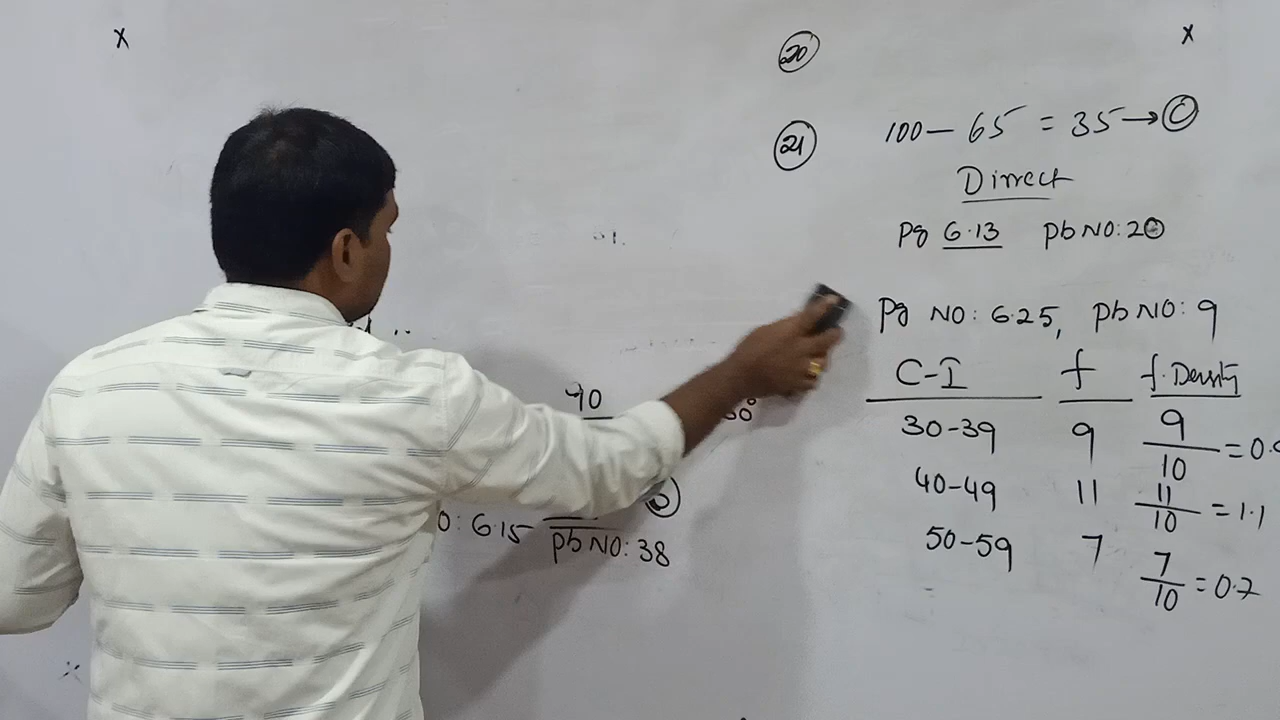 x
x
20
21
100 - 65 = 35 → C
Direct
Pg 6.13 pb NO: 20
Pg NO: 6.25, pb NO: 9
C-I f f. Density
30-39 9 9/10 = 0.
40-49 11 11/10 = 1.1
50-59 7 7/10 = 0.7
90
0°
O: 6.15 pb NO: 38